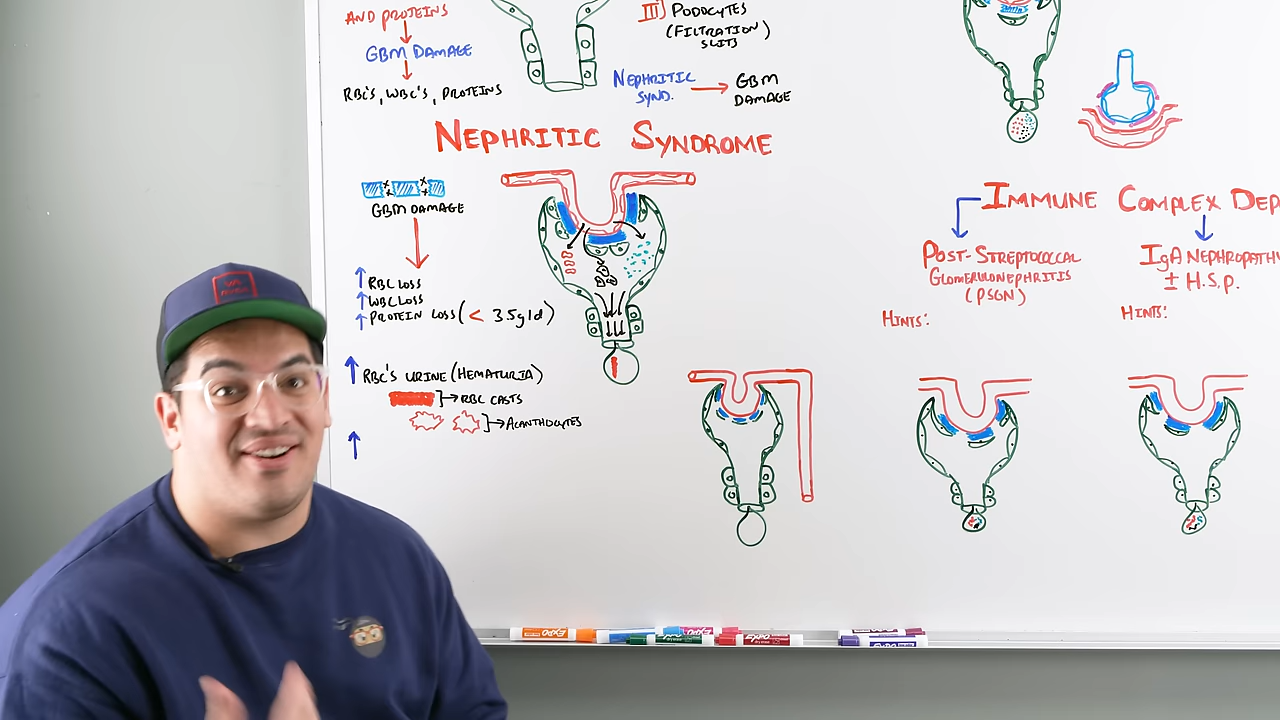 AND PROTEINS
GBM DAMAGE
RBC'S, WBC'S, PROTEINS
III) PODOCYTES
(FILTRATION)
SLITS
NEPHRITIC
SYND.
GBM
DAMAGE
NEPHRITIC SYNDROME
GBM DAMAGE
↑ RBC LOSS
↑ WBC LOSS
↑ PROTEIN LOSS (< 3.5g/d)
↑ RBC'S URINE (HEMATURIA)
RBC CASTS
ACANTHOCYTES
↑
IMMUNE COMPLEX DEP
POST-STREPTOCOCCAL
GLOMERULONEPHRITIS
(PSGN)
HINTS:
IgA NEPHROPATHY
± H.S.P.
HINTS:
EXPO
EXPO
EXPO